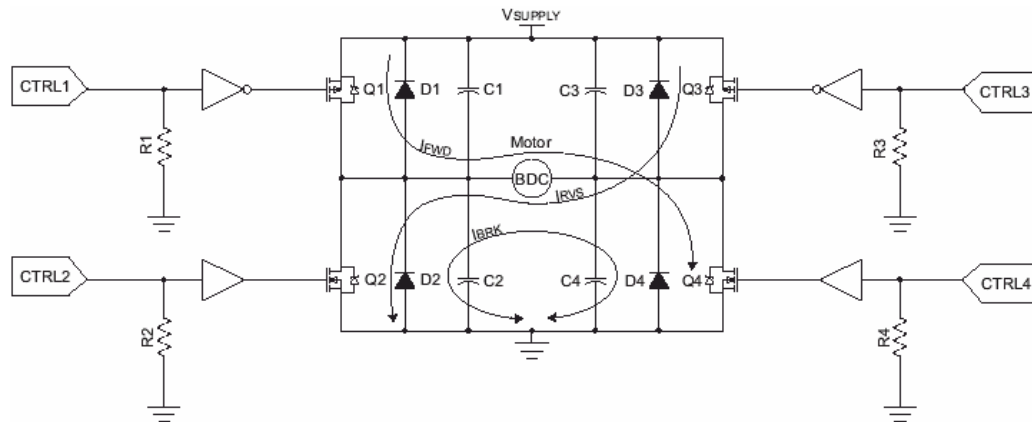 VSUPPLY
CTRL1
Q1
D1
C1
C3
D3
Q3
CTRL3
R1
IFWD
Motor
R3
BDC
IRVS
IBRK
CTRL2
Q2
D2
C2
C4
D4
Q4
CTRL4
R2
R4